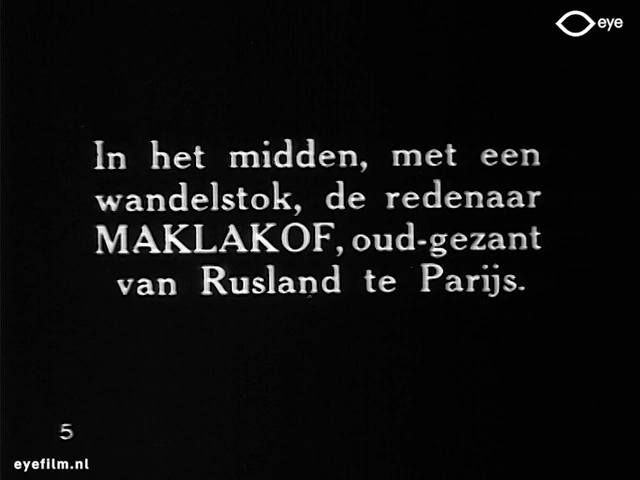 eye
In het midden, met een
wandelstok, de redenaar
MAKLAKOF, oud-gezant
van Rusland te Parijs.
5
eyefilm.nl